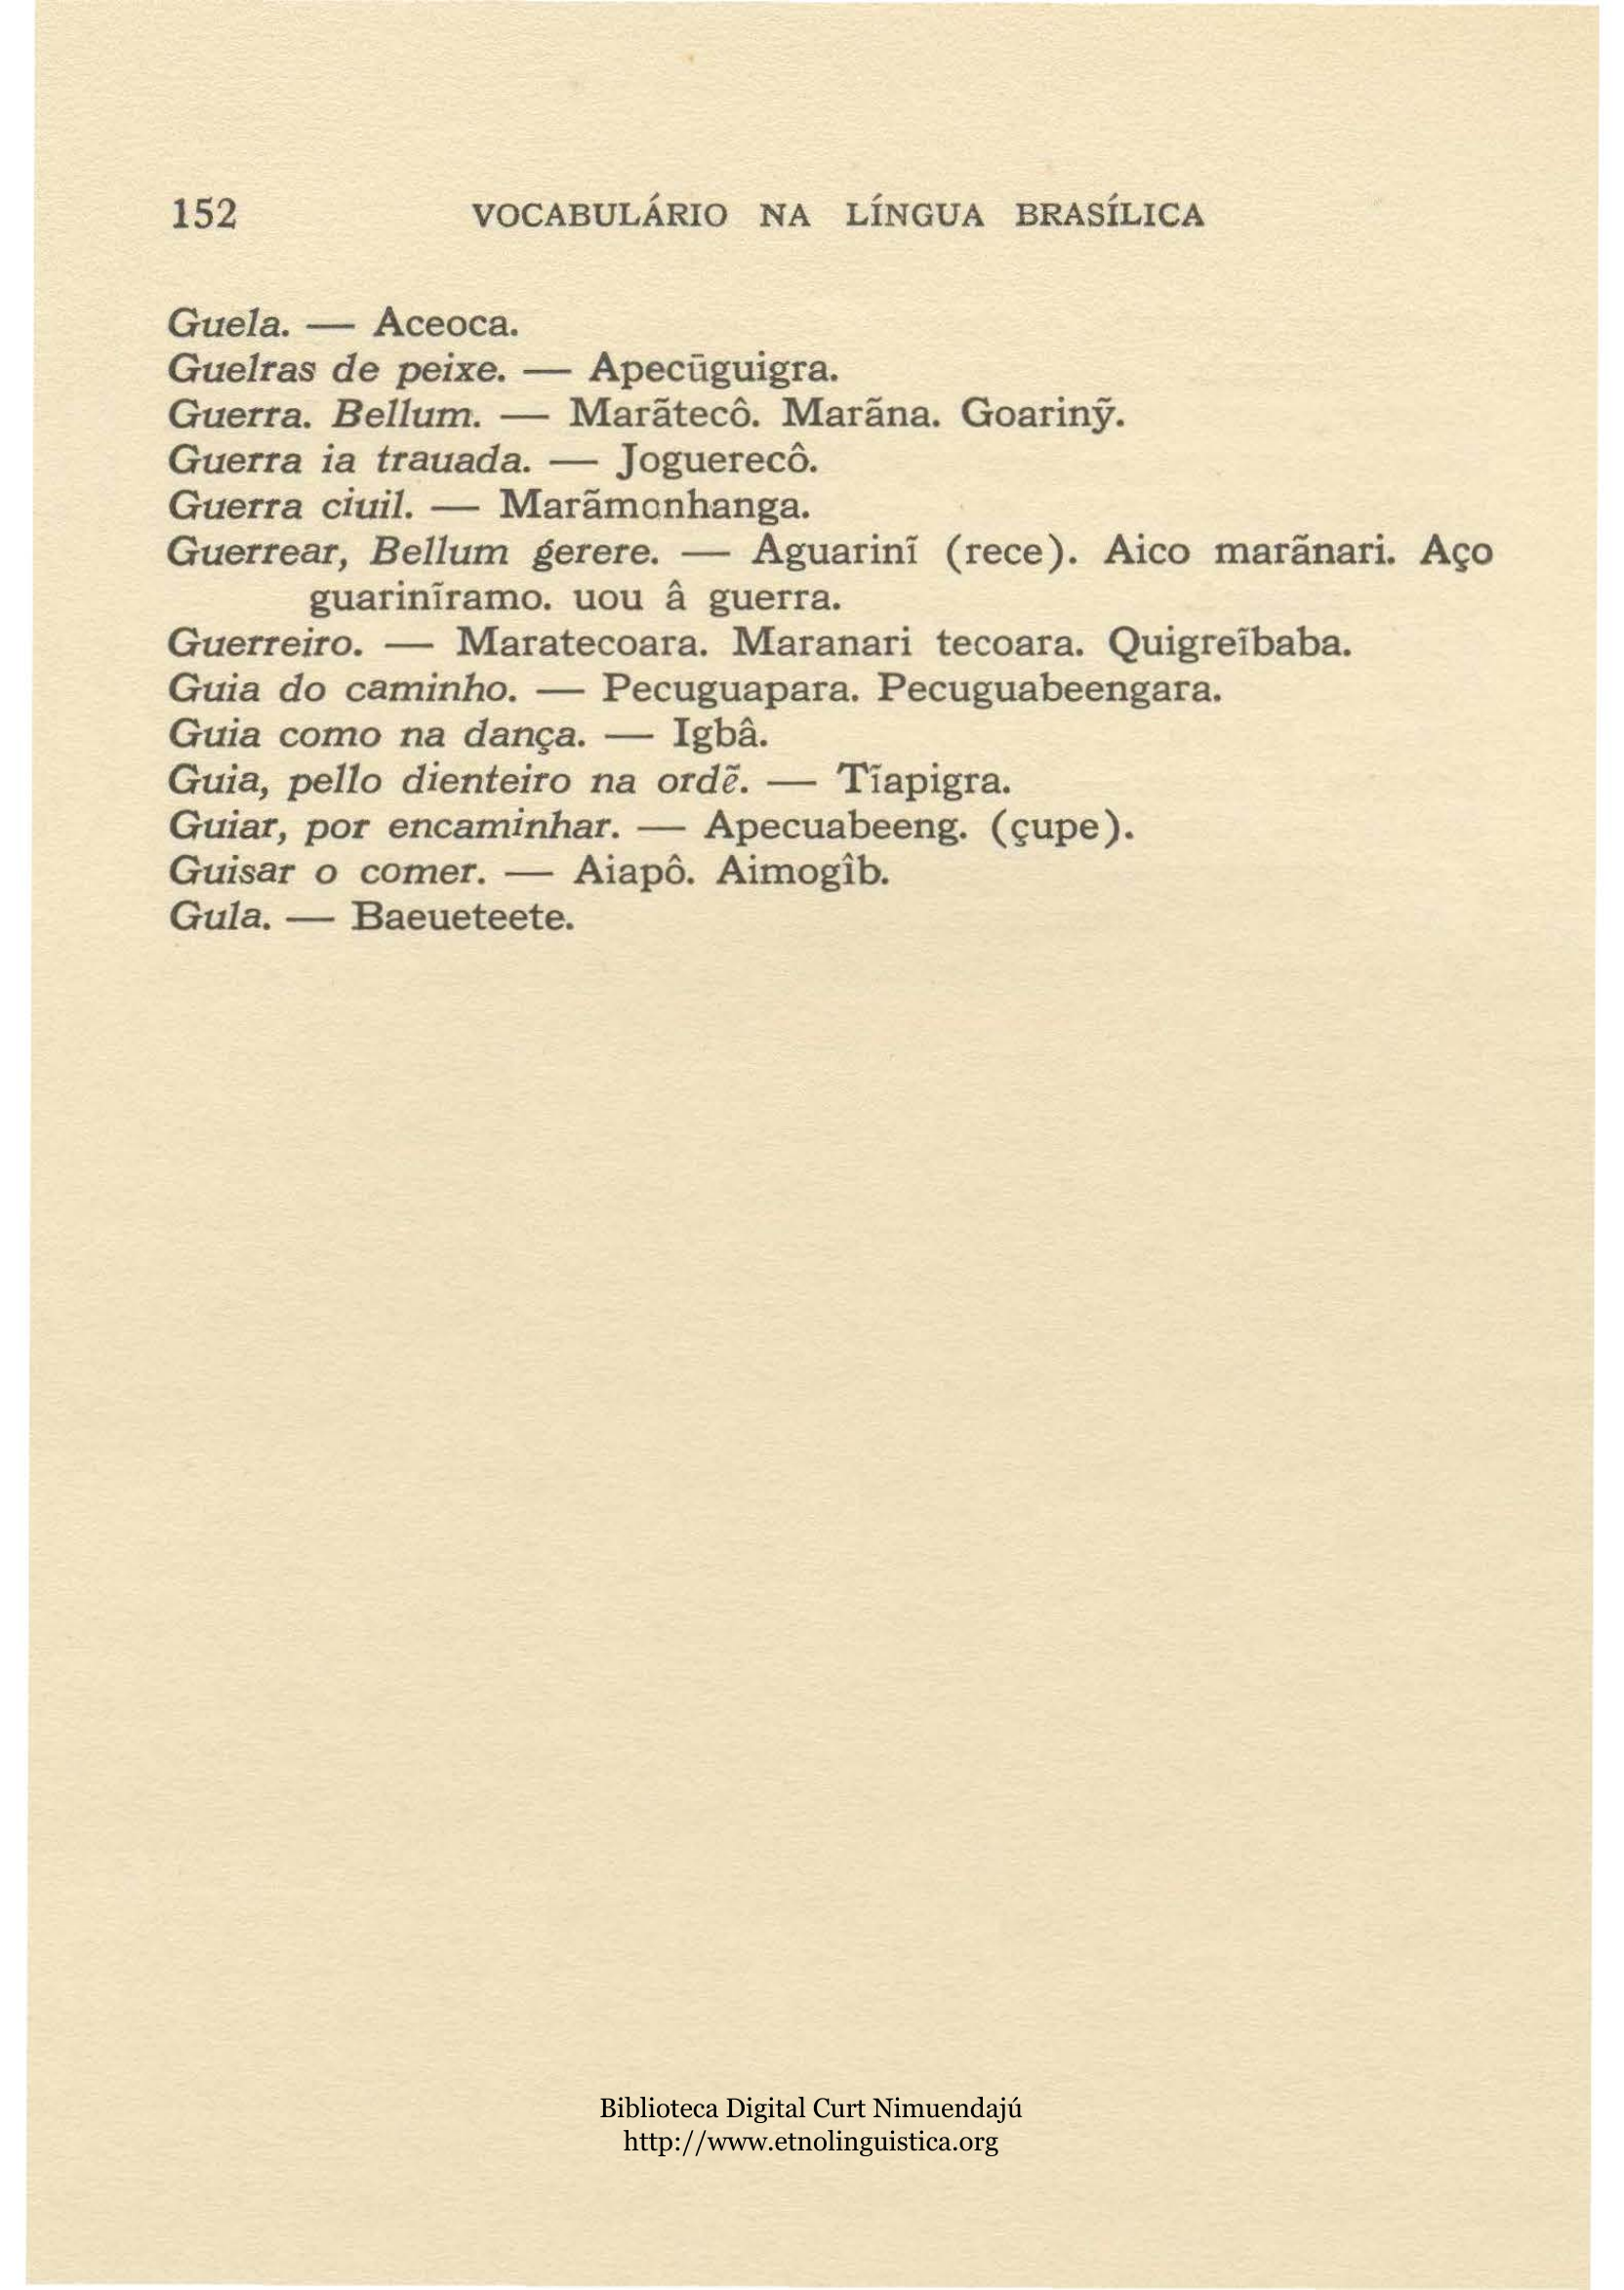 152 VOCABULÁRIO NA LÍNGUA BRASÍLICA
Guela. — Aceoca.
Guelras de peixe. — Apecũguigra.
Guerra. Bellum. — Marãtecô. Marãna. Goarinỹ.
Guerra ia trauada. — Joguerecô.
Guerra ciuil. — Marãmonhanga.
Guerrear, Bellum gerere. — Aguarinĩ (rece). Aico marãnari. Aço
guarinĩramo. uou â guerra.
Guerreiro. — Maratecoara. Maranari tecoara. Quigreĩbaba.
Guia do caminho. — Pecuguapara. Pecuguabeengara.
Guia como na dança. — Igbâ.
Guia, pello dienteiro na ordẽ. — Tĩapigra.
Guiar, por encaminhar. — Apecuabeeng. (çupe).
Guisar o comer. — Aiapô. Aimogîb.
Gula. — Baeueteete.
Biblioteca Digital Curt Nimuendajú
http://www.etnolinguistica.org